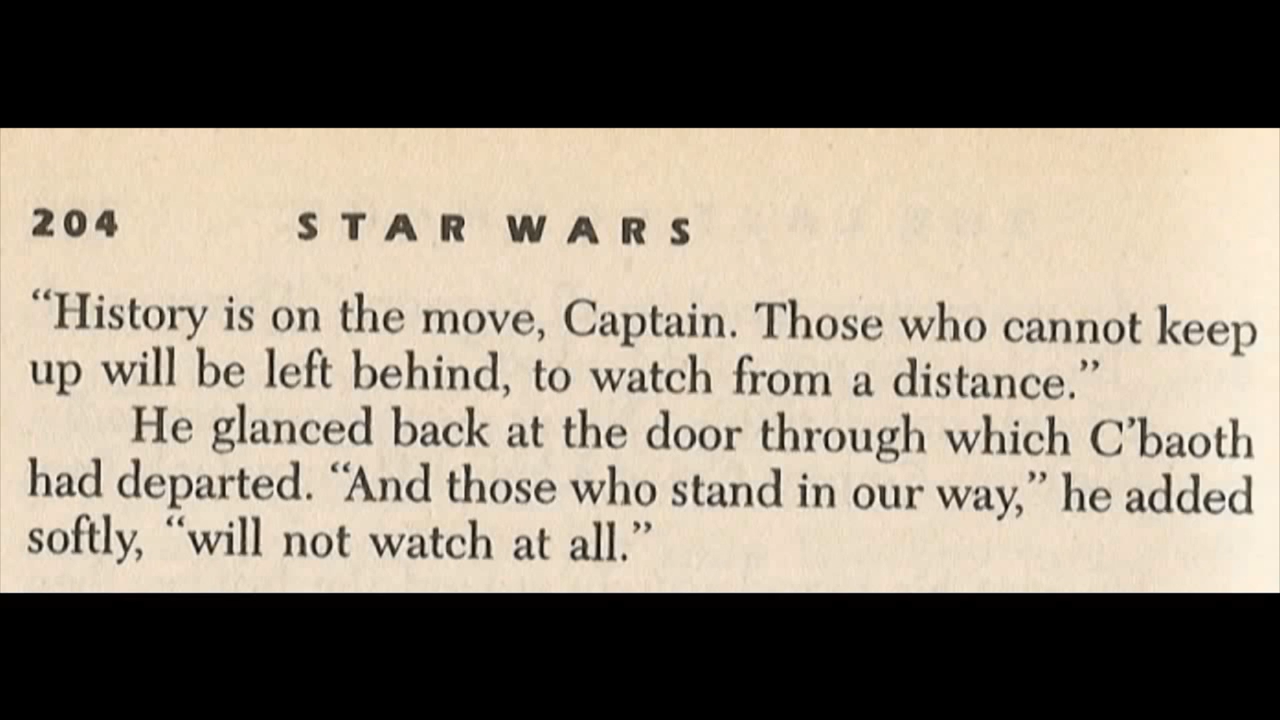 204 STAR WARS
“History is on the move, Captain. Those who cannot keep
up will be left behind, to watch from a distance.”
He glanced back at the door through which C’baoth
had departed. “And those who stand in our way,” he added
softly, “will not watch at all.”